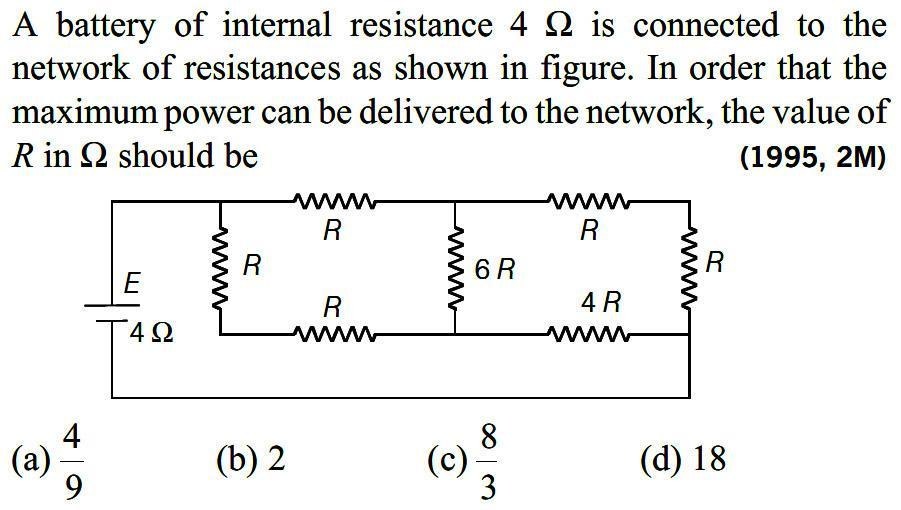 A battery of internal resistance 4 Ω is connected to the
network of resistances as shown in figure. In order that the
maximum power can be delivered to the network, the value of
R in Ω should be (1995, 2M)
R R
R 6 R R
E R 4 R
4 Ω
(a) 4/9 (b) 2 (c) 8/3 (d) 18